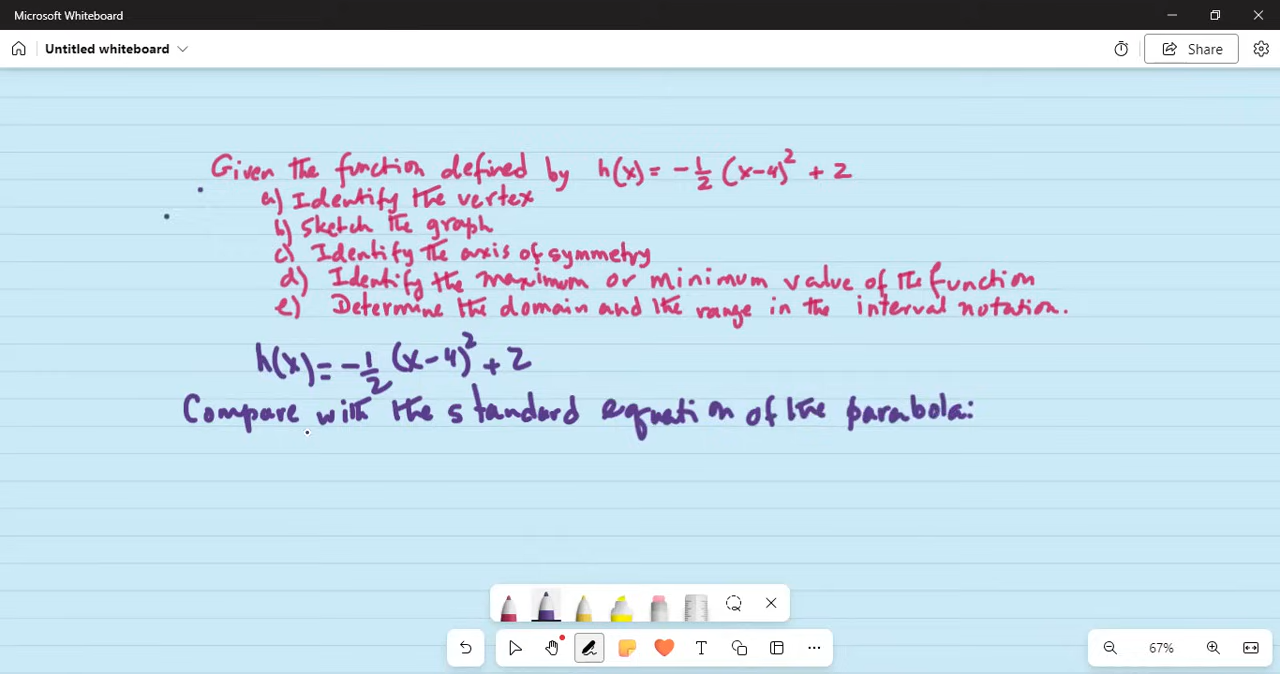 Microsoft Whiteboard
Untitled whiteboard
Share
Given the function defined by h(x) = -1/2 (x-4)² + 2
a) Identify the vertex
b) Sketch the graph
c) Identify the axis of symmetry
d) Identify the maximum or minimum value of the function
e) Determine the domain and the range in the interval notation.
h(x) = -1/2 (x-4)² + 2
Compare with the standard equation of the parabola:
67%